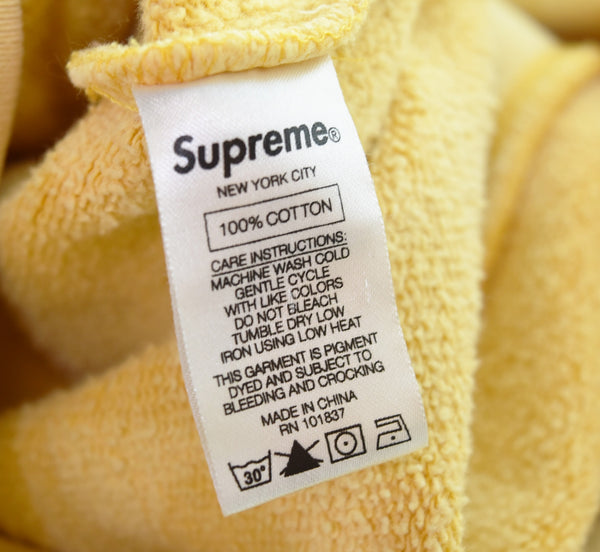 Supreme®
NEW YORK CITY
100% COTTON
CARE INSTRUCTIONS:
MACHINE WASH COLD
GENTLE CYCLE
WITH LIKE COLORS
DO NOT BLEACH
TUMBLE DRY LOW
IRON USING LOW HEAT
THIS GARMENT IS PIGMENT
DYED AND SUBJECT TO
BLEEDING AND CROCKING
MADE IN CHINA
RN 101837
30°